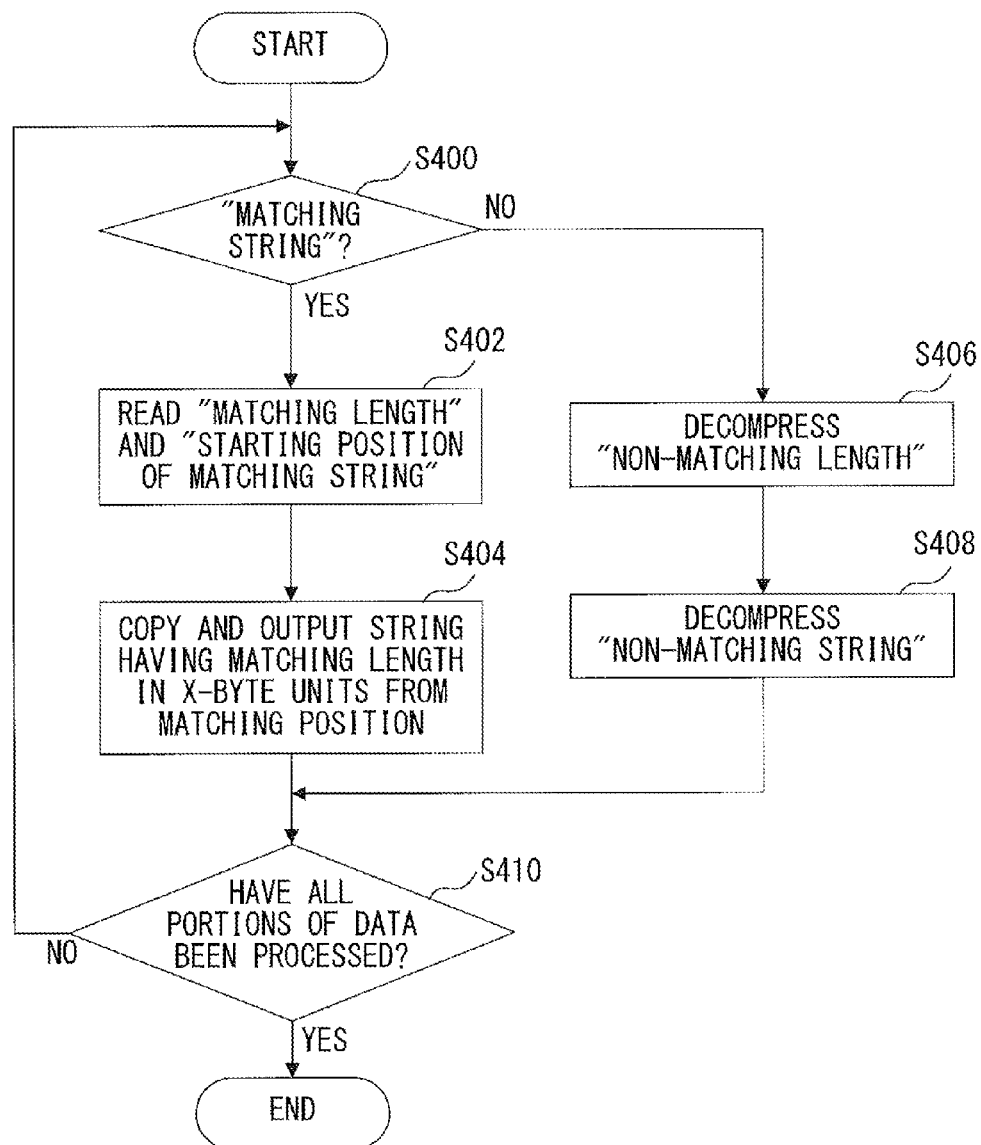 START
S400
"MATCHING
STRING"?
NO
YES
S402
READ "MATCHING LENGTH"
AND "STARTING POSITION
OF MATCHING STRING"
S406
DECOMPRESS
"NON-MATCHING LENGTH"
S404
COPY AND OUTPUT STRING
HAVING MATCHING LENGTH
IN X-BYTE UNITS FROM
MATCHING POSITION
S408
DECOMPRESS
"NON-MATCHING STRING"
S410
HAVE ALL
PORTIONS OF DATA
BEEN PROCESSED?
NO
YES
END